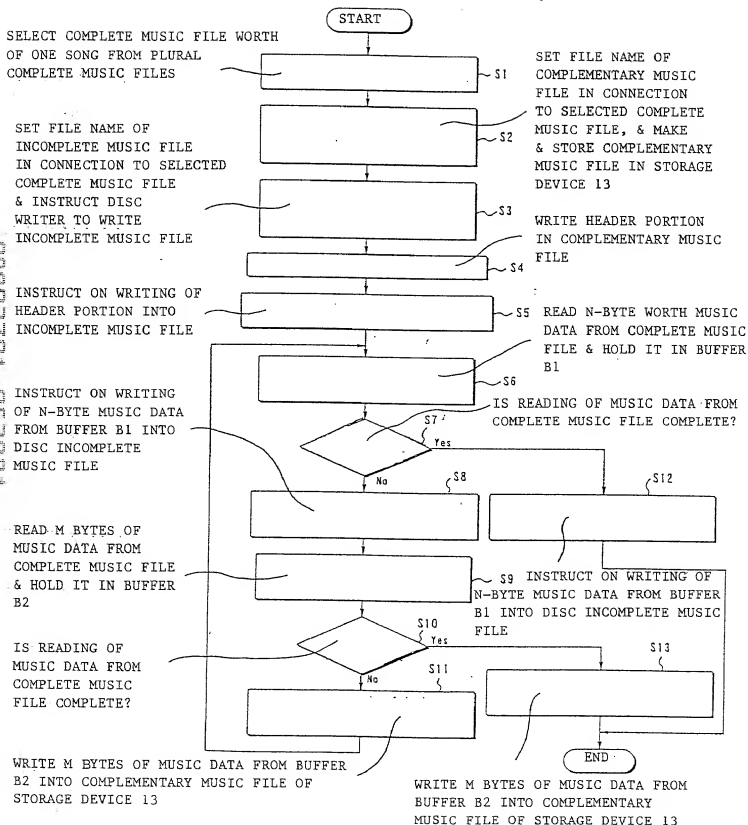 START
SELECT COMPLETE MUSIC FILE WORTH
OF ONE SONG FROM PLURAL
COMPLETE MUSIC FILES
S1
SET FILE NAME OF
COMPLEMENTARY MUSIC
FILE IN CONNECTION
TO SELECTED COMPLETE
MUSIC FILE, & MAKE
& STORE COMPLEMENTARY
MUSIC FILE IN STORAGE
DEVICE 13
S2
SET FILE NAME OF
INCOMPLETE MUSIC FILE
IN CONNECTION TO SELECTED
COMPLETE MUSIC FILE
& INSTRUCT DISC
WRITER TO WRITE
INCOMPLETE MUSIC FILE
S3
WRITE HEADER PORTION
IN COMPLEMENTARY MUSIC
FILE
S4
INSTRUCT ON WRITING OF
HEADER PORTION INTO
INCOMPLETE MUSIC FILE
S5
READ N-BYTE WORTH MUSIC
DATA FROM COMPLETE MUSIC
FILE & HOLD IT IN BUFFER
B1
S6
IS READING OF MUSIC DATA FROM
COMPLETE MUSIC FILE COMPLETE?
S7
Yes
No
INSTRUCT ON WRITING
OF N-BYTE MUSIC DATA
FROM BUFFER B1 INTO
DISC INCOMPLETE
MUSIC FILE
S8
S12
READ M BYTES OF
MUSIC DATA FROM
COMPLETE MUSIC FILE
& HOLD IT IN BUFFER
B2
S9
INSTRUCT ON WRITING OF
N-BYTE MUSIC DATA FROM BUFFER
B1 INTO DISC INCOMPLETE MUSIC
FILE
S10
Yes
No
IS READING OF
MUSIC DATA FROM
COMPLETE MUSIC
FILE COMPLETE?
S11
S13
WRITE M BYTES OF MUSIC DATA FROM BUFFER
B2 INTO COMPLEMENTARY MUSIC FILE OF
STORAGE DEVICE 13
END
WRITE M BYTES OF MUSIC DATA FROM
BUFFER B2 INTO COMPLEMENTARY
MUSIC FILE OF STORAGE DEVICE 13